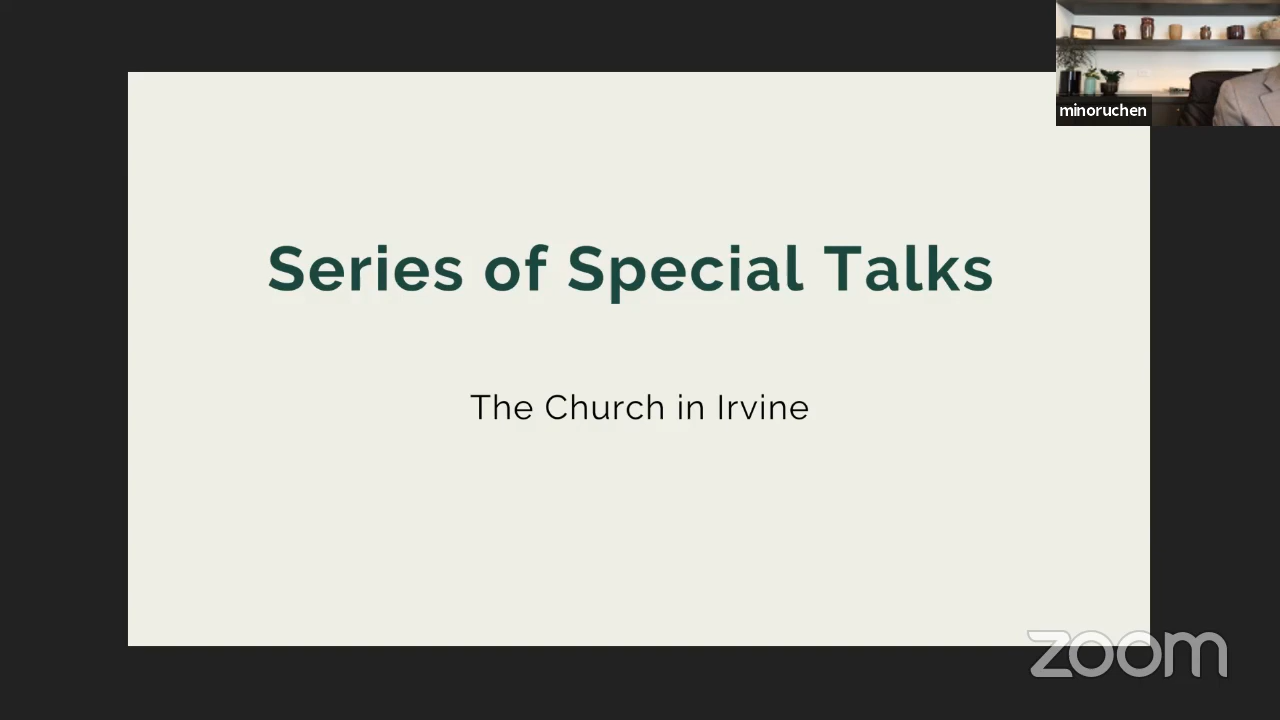 minoruchen
Series of Special Talks
The Church in Irvine
zoom